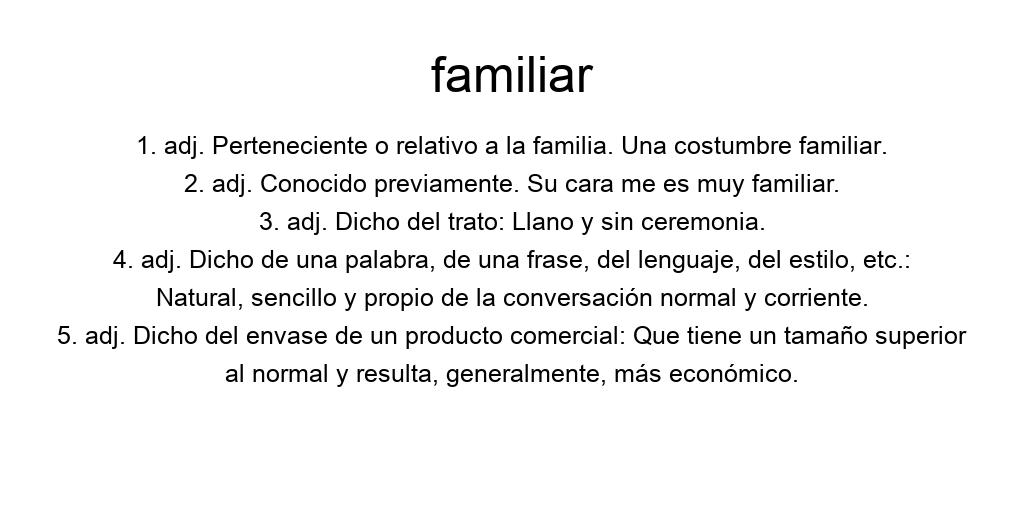 familiar
1. adj. Perteneciente o relativo a la familia. Una costumbre familiar.
2. adj. Conocido previamente. Su cara me es muy familiar.
3. adj. Dicho del trato: Llano y sin ceremonia.
4. adj. Dicho de una palabra, de una frase, del lenguaje, del estilo, etc.:
Natural, sencillo y propio de la conversación normal y corriente.
5. adj. Dicho del envase de un producto comercial: Que tiene un tamaño superior
al normal y resulta, generalmente, más económico.